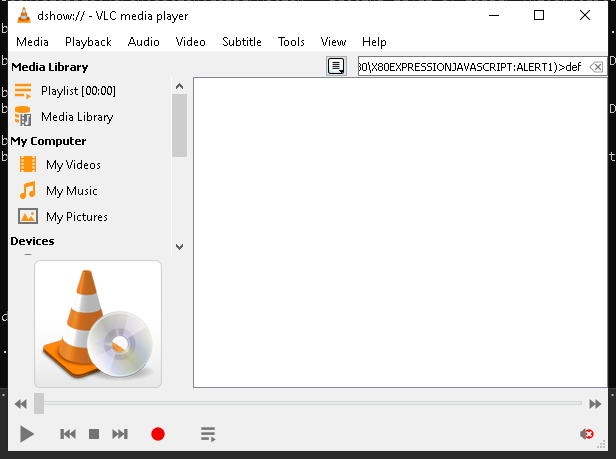 dshow:// - VLC media player
Media Playback Audio Video Subtitle Tools View Help
Media Library
30\X80EXPRESSIONJAVASCRIPT:ALERT1)>def
Playlist [00:00]
Media Library
My Computer
My Videos
My Music
My Pictures
Devices